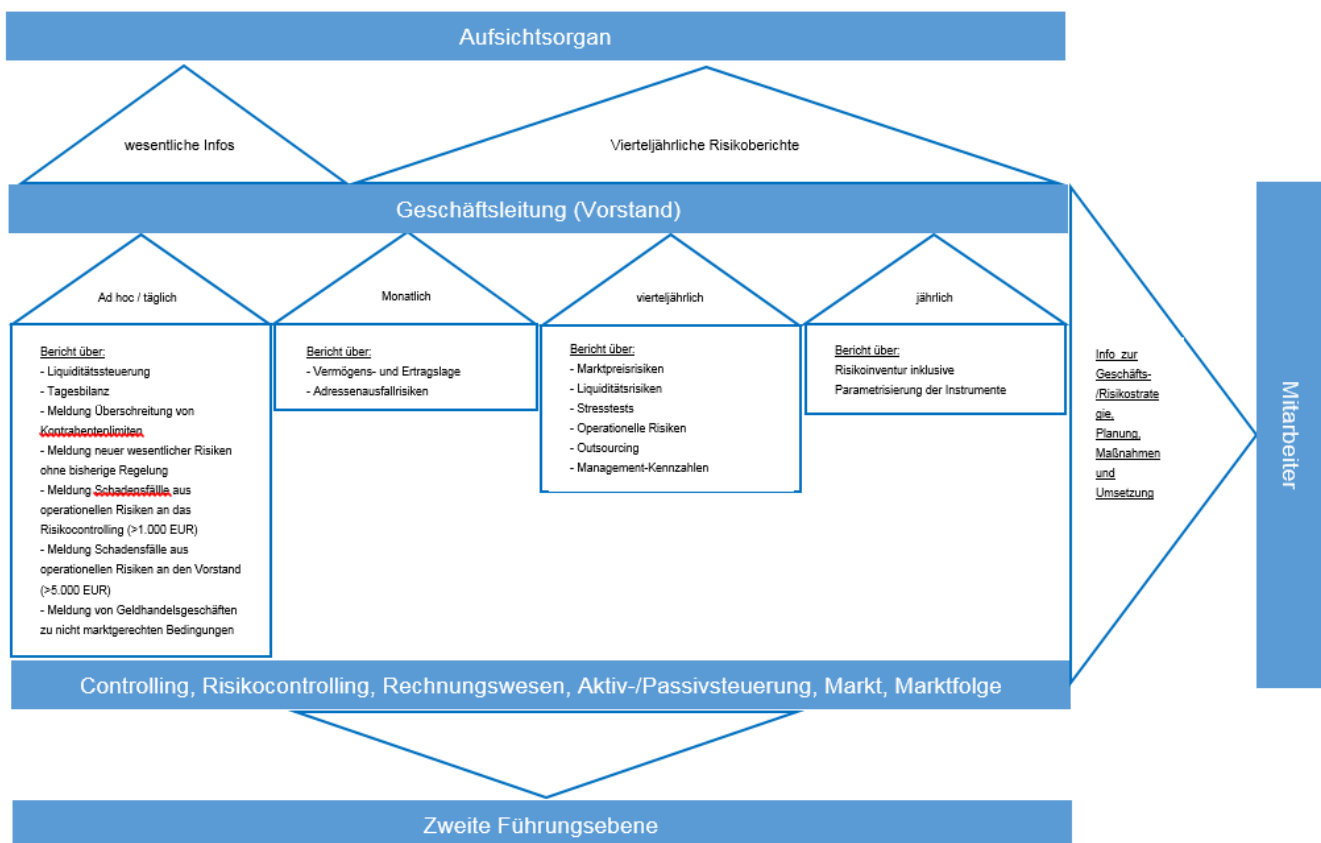 Aufsichtsorgan
wesentliche Infos
Vierteljährliche Risikoberichte
Geschäftsleitung (Vorstand)
Ad hoc / täglich
Monatlich
vierteljährlich
jährlich
Bericht über:
- Liquiditätssteuerung
- Tagesbilanz
- Meldung Überschreitung von
Kontrahentenlimiten
- Meldung neuer wesentlicher Risiken
ohne bisherige Regelung
- Meldung Schadensfälle aus
operationellen Risiken an das
Risikocontrolling (>1.000 EUR)
- Meldung Schadensfälle aus
operationellen Risiken an den Vorstand
(>5.000 EUR)
- Meldung von Geldhandelsgeschäften
zu nicht marktgerechten Bedingungen
Bericht über:
- Vermögens- und Ertragslage
- Adressenausfallrisiken
Bericht über:
- Marktpreisrisiken
- Liquiditätsrisiken
- Stresstests
- Operationelle Risiken
- Outsourcing
- Management-Kennzahlen
Bericht über:
Risikoinventur inklusive
Parametrisierung der Instrumente
Info zur
Geschäfts-
/Risikostrate
gie,
Planung,
Maßnahmen
und
Umsetzung
Mitarbeiter
Controlling, Risikocontrolling, Rechnungswesen, Aktiv-/Passivsteuerung, Markt, Marktfolge
Zweite Führungsebene